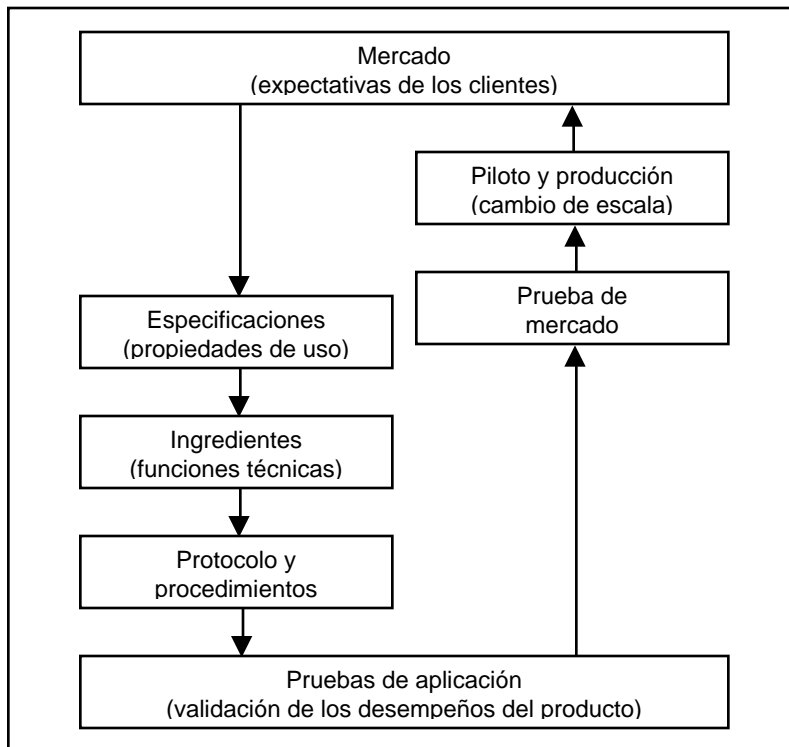 Mercado
(expectativas de los clientes)
Piloto y producción
(cambio de escala)
Prueba de
mercado
Especificaciones
(propiedades de uso)
Ingredientes
(funciones técnicas)
Protocolo y
procedimientos
Pruebas de aplicación
(validación de los desempeños del producto)